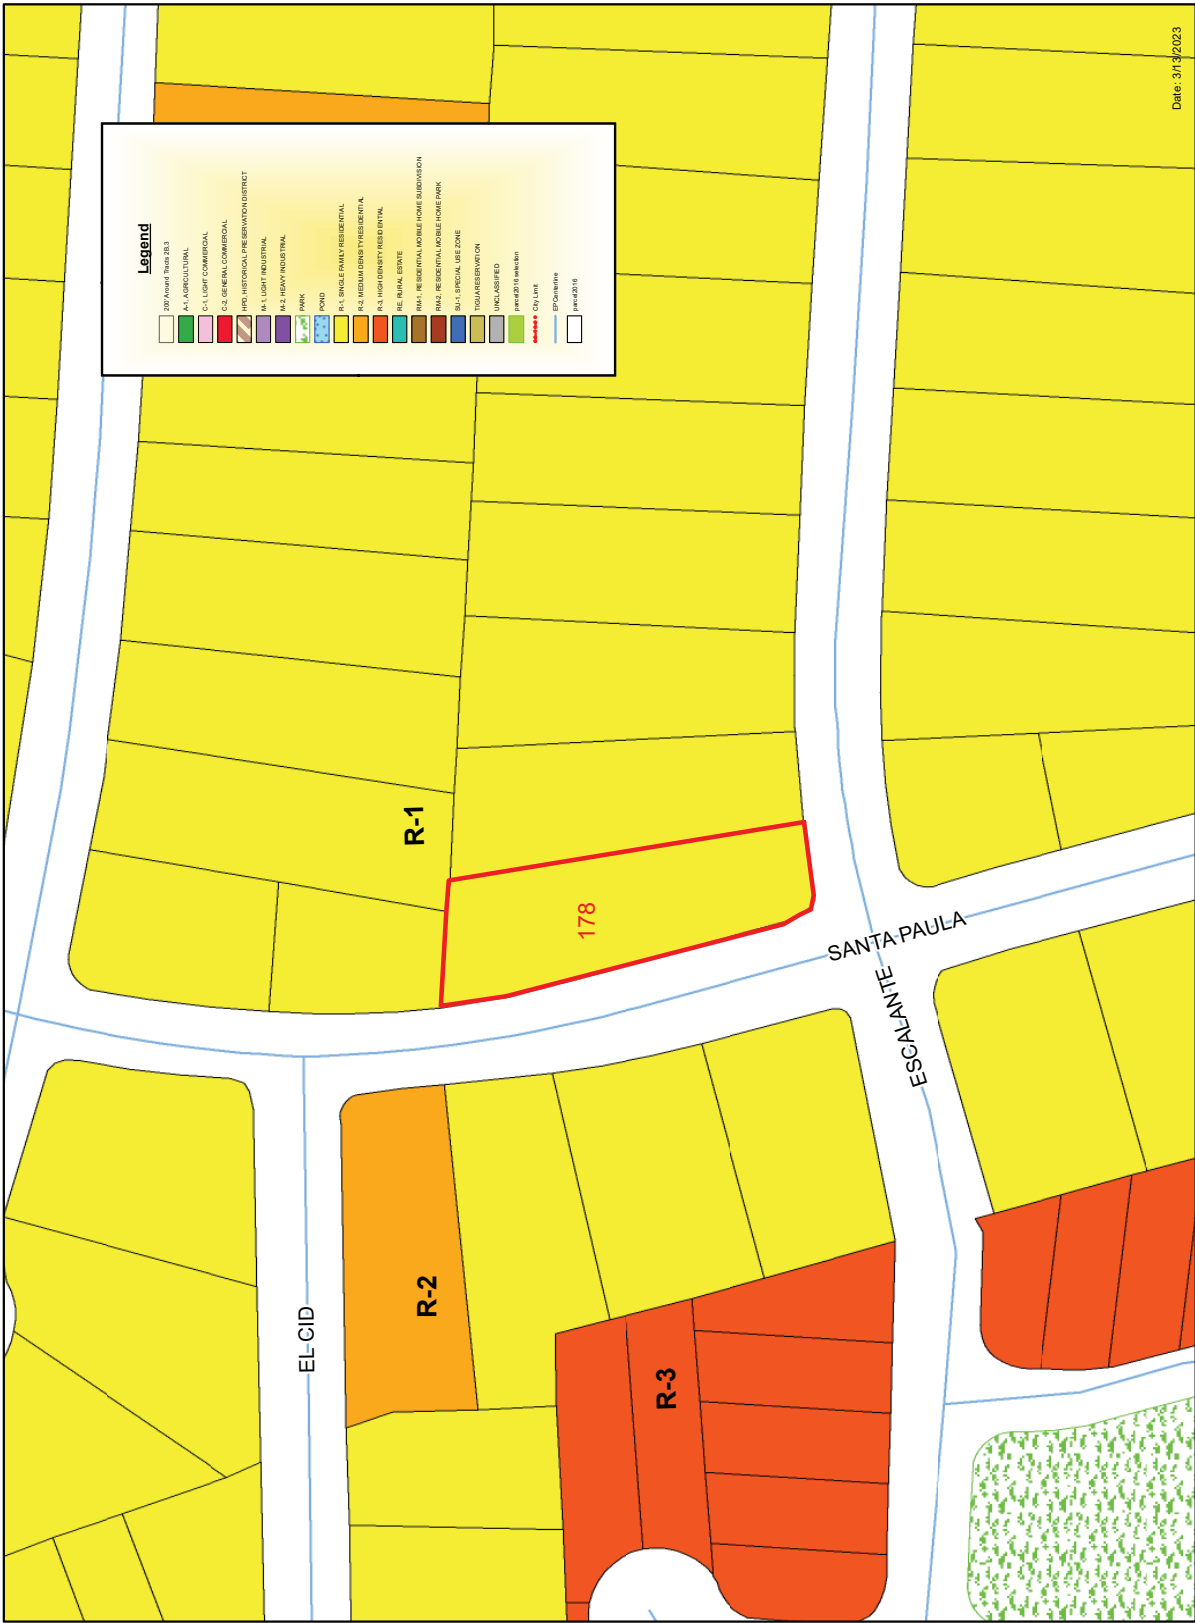 Legend
200' Around Tracts 2B,3
A-1, AGRICULTURAL
C-1, LIGHT COMMERCIAL
C-2, GENERAL COMMERCIAL
HPD, HISTORICAL PRESERVATION DISTRICT
M-1, LIGHT INDUSTRIAL
M-2, HEAVY INDUSTRIAL
PARK
POND
R-1, SINGLE FAMILY RESIDENTIAL
R-2, MEDIUM DENSITY RESIDENTIAL
R-3, HIGH DENSITY RESIDENTIAL
RE, RURAL ESTATE
RM-1, RESIDENTIAL MOBILE HOME SUBDIVISION
RM-2, RESIDENTIAL MOBILE HOME PARK
SU-1, SPECIAL USE ZONE
TIGUA RESERVATION
UNCLASSIFIED
parcel2016 selection
City Limit
EPCenterline
parcel2016
R-1
178
SANTA PAULA
ESCALANTE
EL CID
R-2
R-3
Date: 3/13/2023